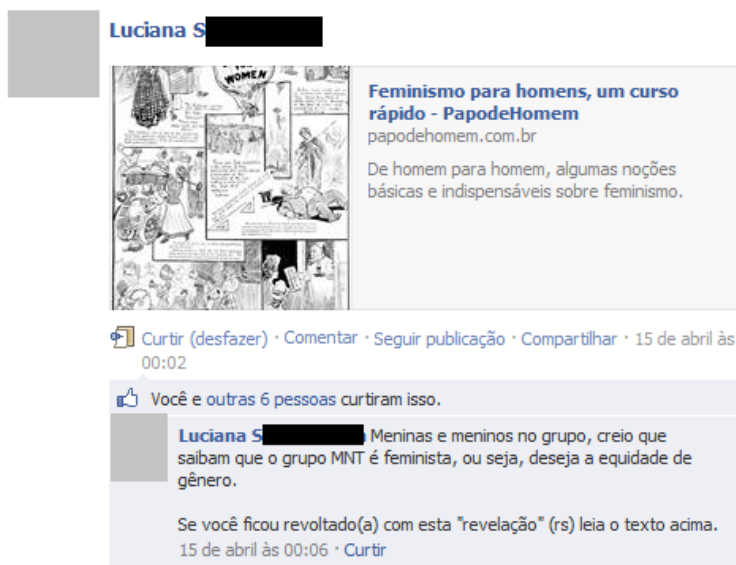 Luciana S
WOMEN
Feminismo para homens, um curso
rápido - PapodeHomem
papodehomem.com.br
De homem para homem, algumas noções
básicas e indispensáveis sobre feminismo.
Curtir (desfazer) · Comentar · Seguir publicação · Compartilhar · 15 de abril às
00:02
Você e outras 6 pessoas curtiram isso.
Luciana S Meninas e meninos no grupo, creio que
saibam que o grupo MNT é feminista, ou seja, deseja a equidade de
gênero.
Se você ficou revoltado(a) com esta "revelação" (rs) leia o texto acima.
15 de abril às 00:06 · Curtir